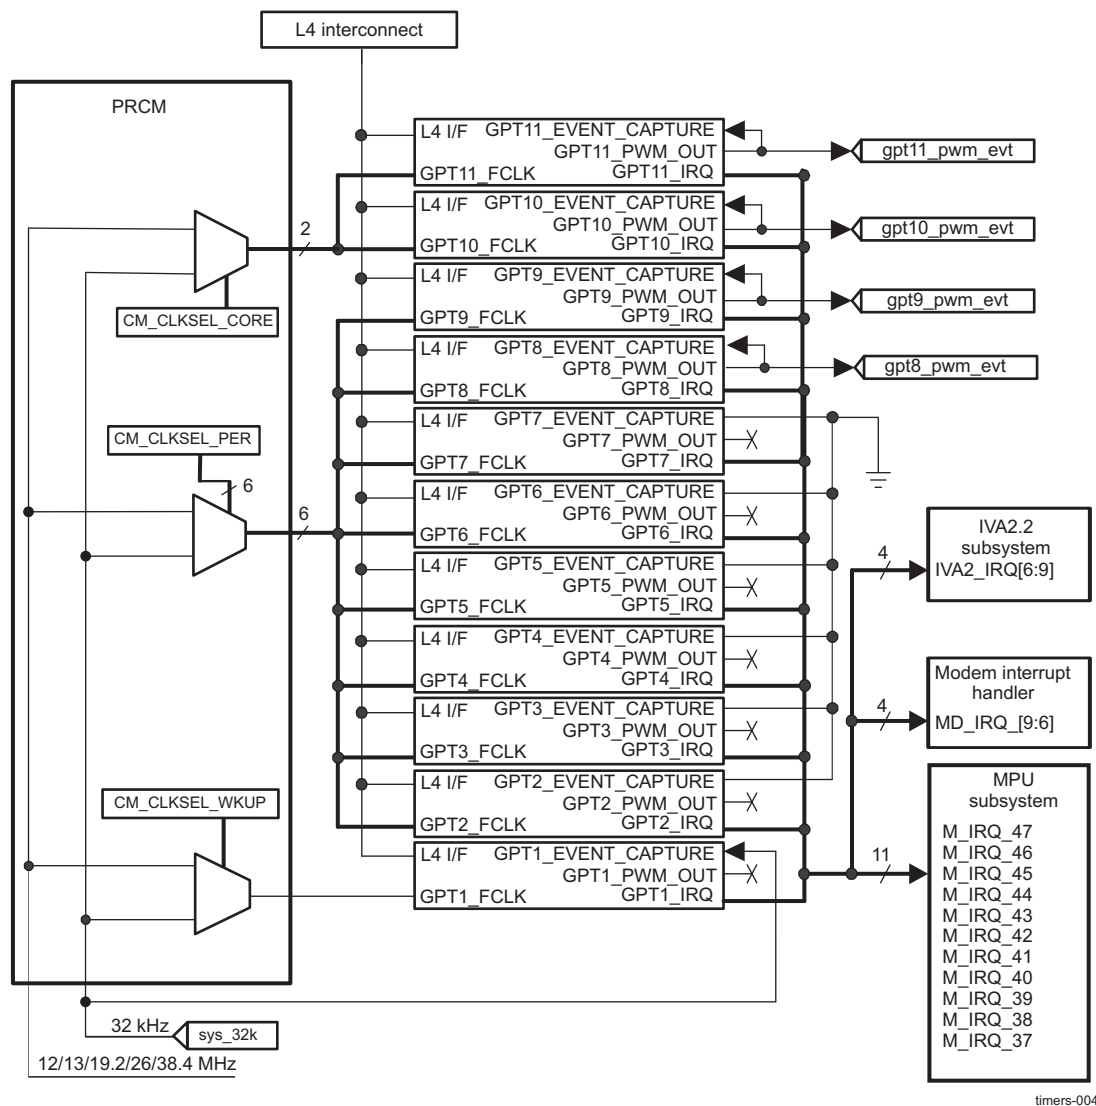 L4 interconnect
PRCM
L4 I/F GPT11_EVENT_CAPTURE
GPT11_PWM_OUT
GPT11_FCLK GPT11_IRQ
gpt11_pwm_evt
L4 I/F GPT10_EVENT_CAPTURE
GPT10_PWM_OUT
GPT10_FCLK GPT10_IRQ
gpt10_pwm_evt
2
CM_CLKSEL_CORE
L4 I/F GPT9_EVENT_CAPTURE
GPT9_PWM_OUT
GPT9_FCLK GPT9_IRQ
gpt9_pwm_evt
L4 I/F GPT8_EVENT_CAPTURE
GPT8_PWM_OUT
GPT8_FCLK GPT8_IRQ
gpt8_pwm_evt
L4 I/F GPT7_EVENT_CAPTURE
GPT7_PWM_OUT
GPT7_FCLK GPT7_IRQ
CM_CLKSEL_PER
6
6
L4 I/F GPT6_EVENT_CAPTURE
GPT6_PWM_OUT
GPT6_FCLK GPT6_IRQ
L4 I/F GPT5_EVENT_CAPTURE
GPT5_PWM_OUT
GPT5_FCLK GPT5_IRQ
4
IVA2.2
subsystem
IVA2_IRQ[6:9]
L4 I/F GPT4_EVENT_CAPTURE
GPT4_PWM_OUT
GPT4_FCLK GPT4_IRQ
L4 I/F GPT3_EVENT_CAPTURE
GPT3_PWM_OUT
GPT3_FCLK GPT3_IRQ
4
Modem interrupt
handler
MD_IRQ_[9:6]
L4 I/F GPT2_EVENT_CAPTURE
GPT2_PWM_OUT
GPT2_FCLK GPT2_IRQ
CM_CLKSEL_WKUP
L4 I/F GPT1_EVENT_CAPTURE
GPT1_PWM_OUT
GPT1_FCLK GPT1_IRQ
11
MPU
subsystem
M_IRQ_47
M_IRQ_46
M_IRQ_45
M_IRQ_44
M_IRQ_43
M_IRQ_42
M_IRQ_41
M_IRQ_40
M_IRQ_39
M_IRQ_38
M_IRQ_37
32 kHz sys_32k
12/13/19.2/26/38.4 MHz
timers-004